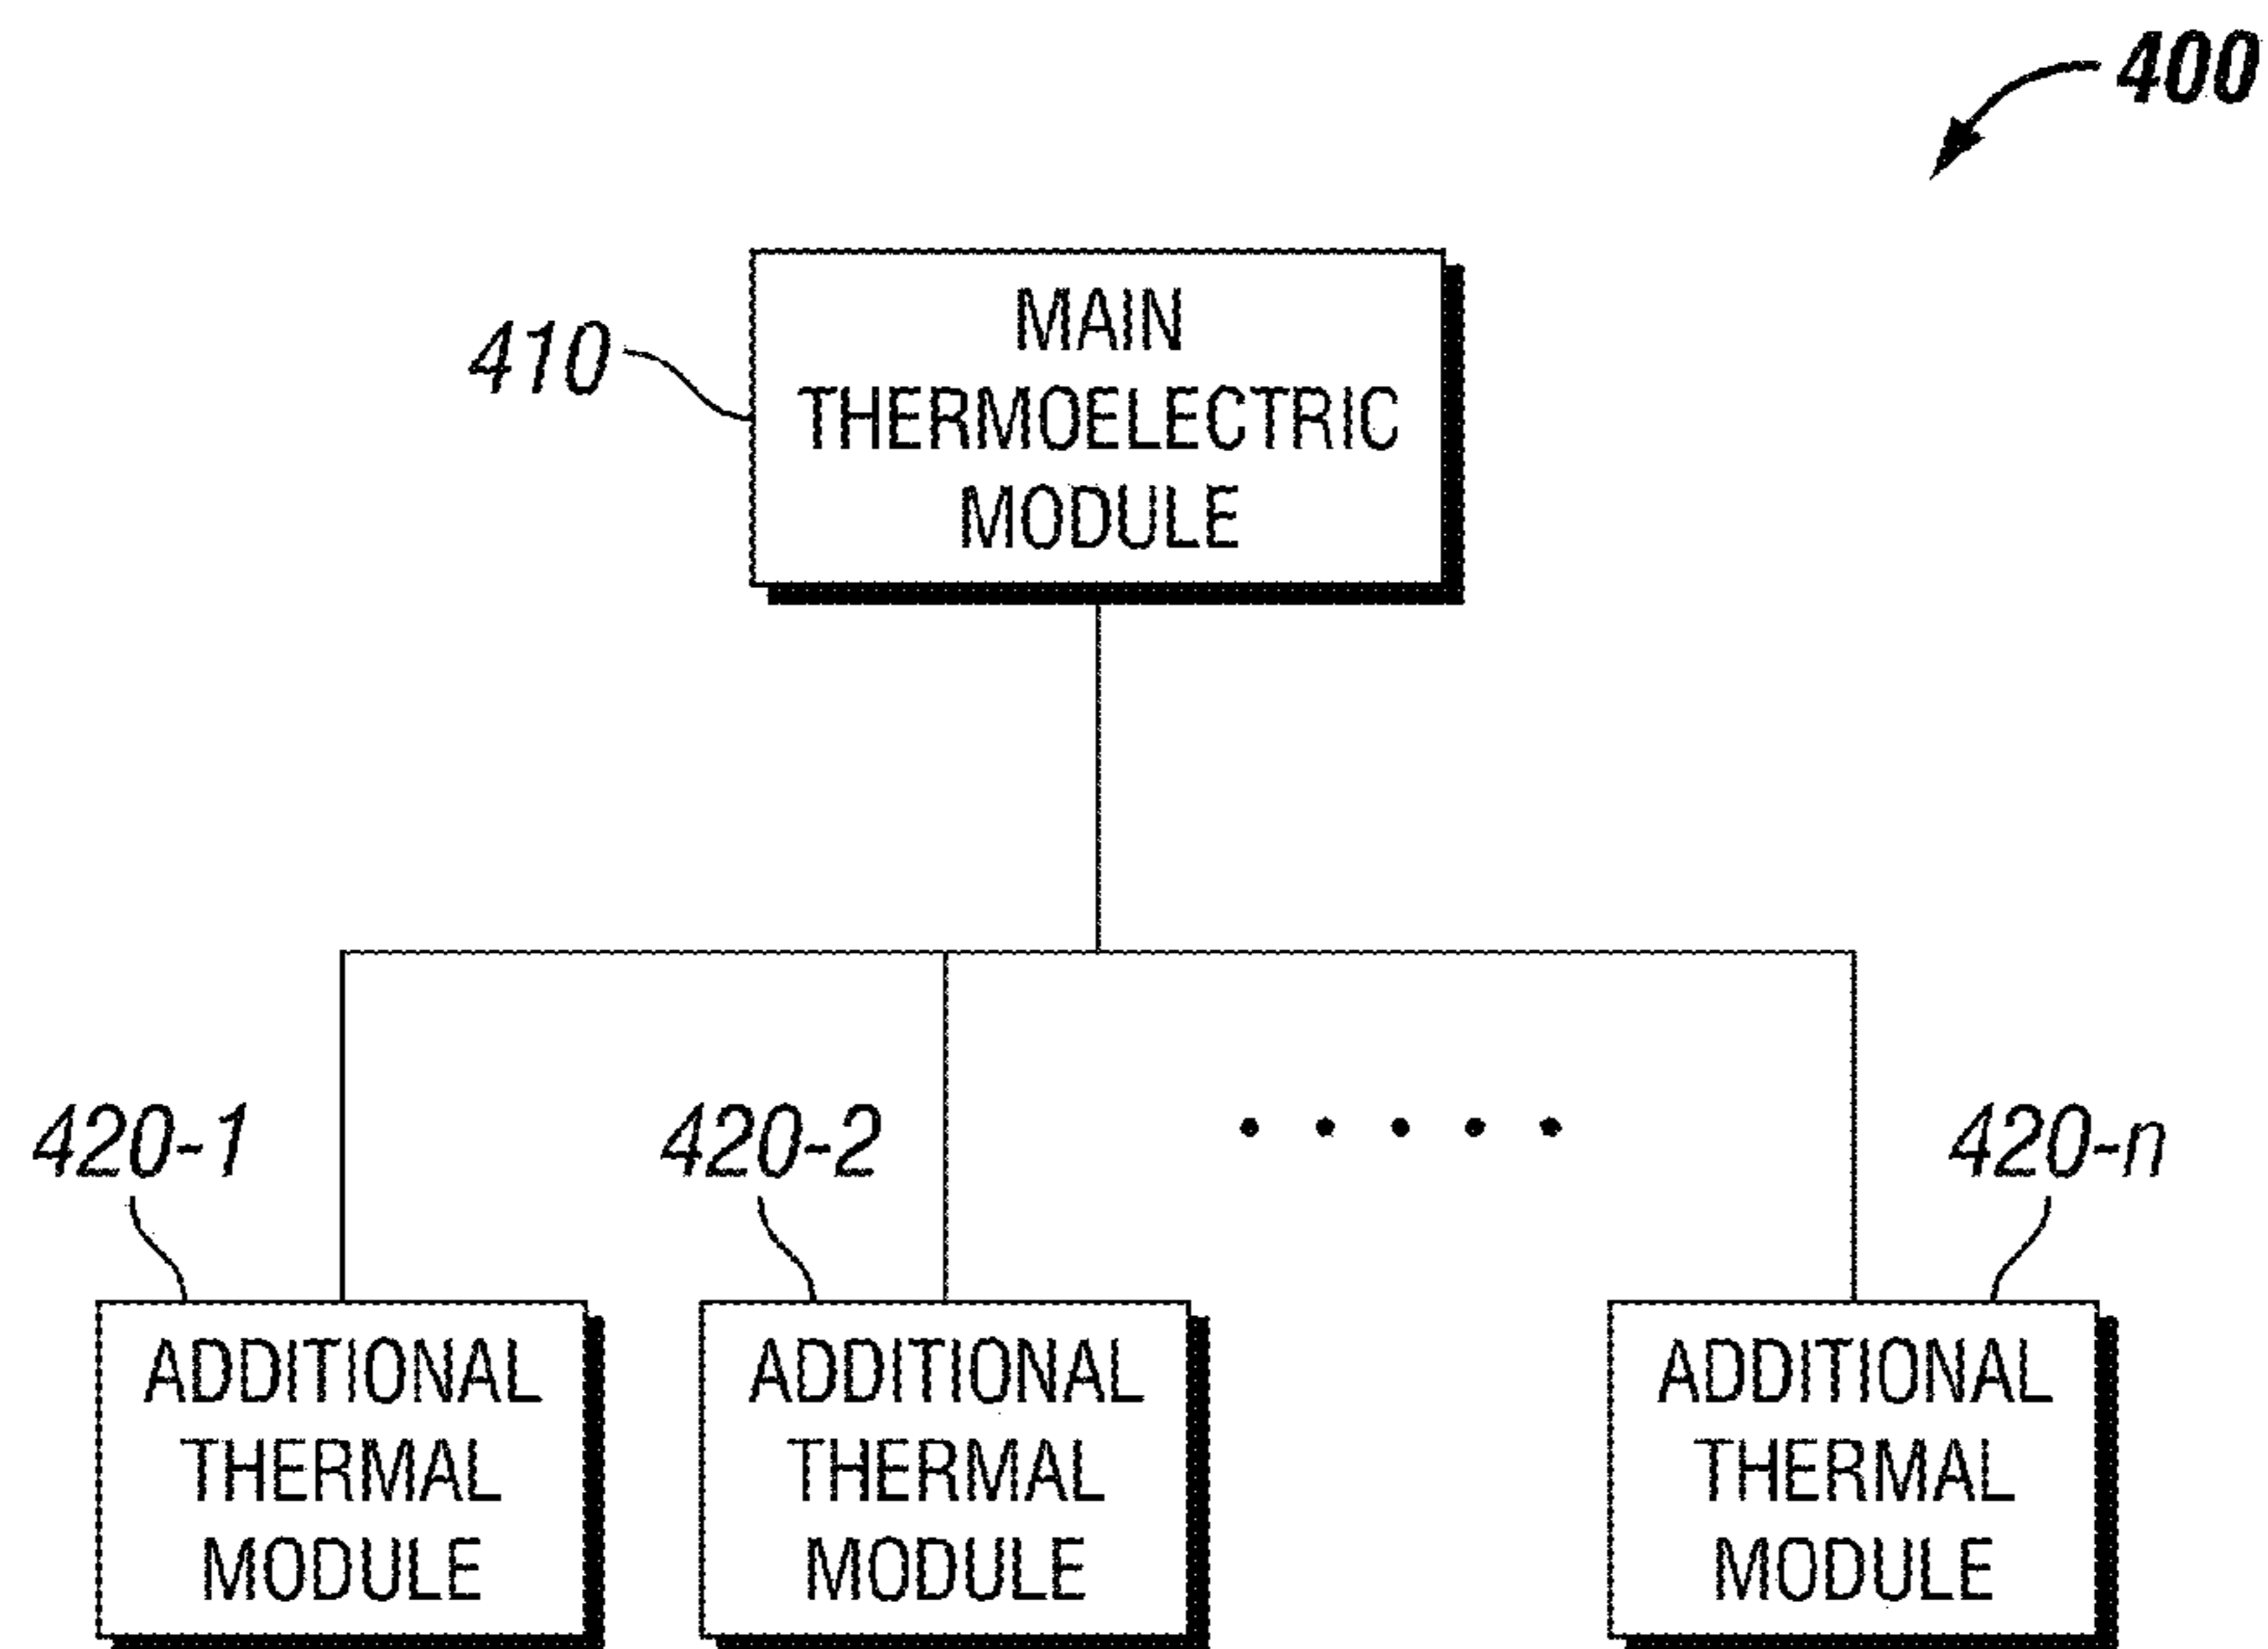 400
410
MAIN
THERMOELECTRIC
MODULE
420-1
420-2
420-n
ADDITIONAL
THERMAL
MODULE
ADDITIONAL
THERMAL
MODULE
ADDITIONAL
THERMAL
MODULE